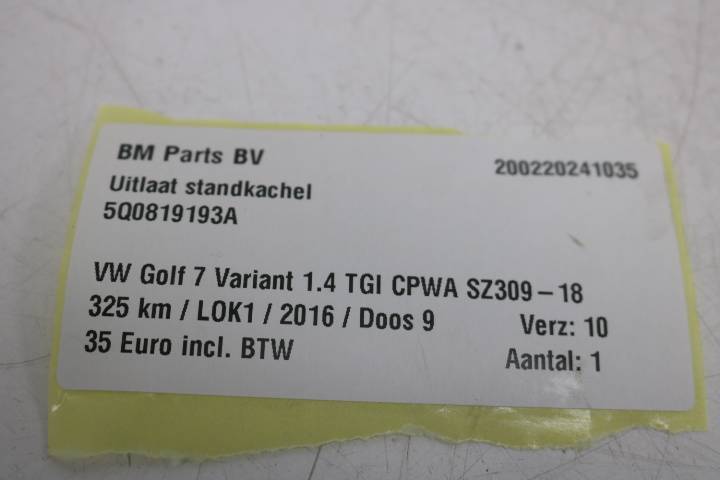 BM Parts BV 200220241035
Uitlaat standkachel
5Q0819193A
VW Golf 7 Variant 1.4 TGI CPWA SZ309-18
325 km / LOK1 / 2016 / Doos 9 Verz: 10
35 Euro incl. BTW Aantal: 1